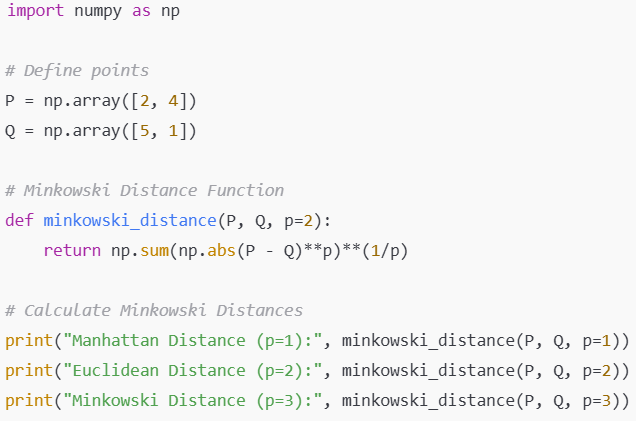 import numpy as np
# Define points
P = np.array([2, 4])
Q = np.array([5, 1])
# Minkowski Distance Function
def minkowski_distance(P, Q, p=2):
    return np.sum(np.abs(P - Q)**p)**(1/p)
# Calculate Minkowski Distances
print("Manhattan Distance (p=1):", minkowski_distance(P, Q, p=1))
print("Euclidean Distance (p=2):", minkowski_distance(P, Q, p=2))
print("Minkowski Distance (p=3):", minkowski_distance(P, Q, p=3))